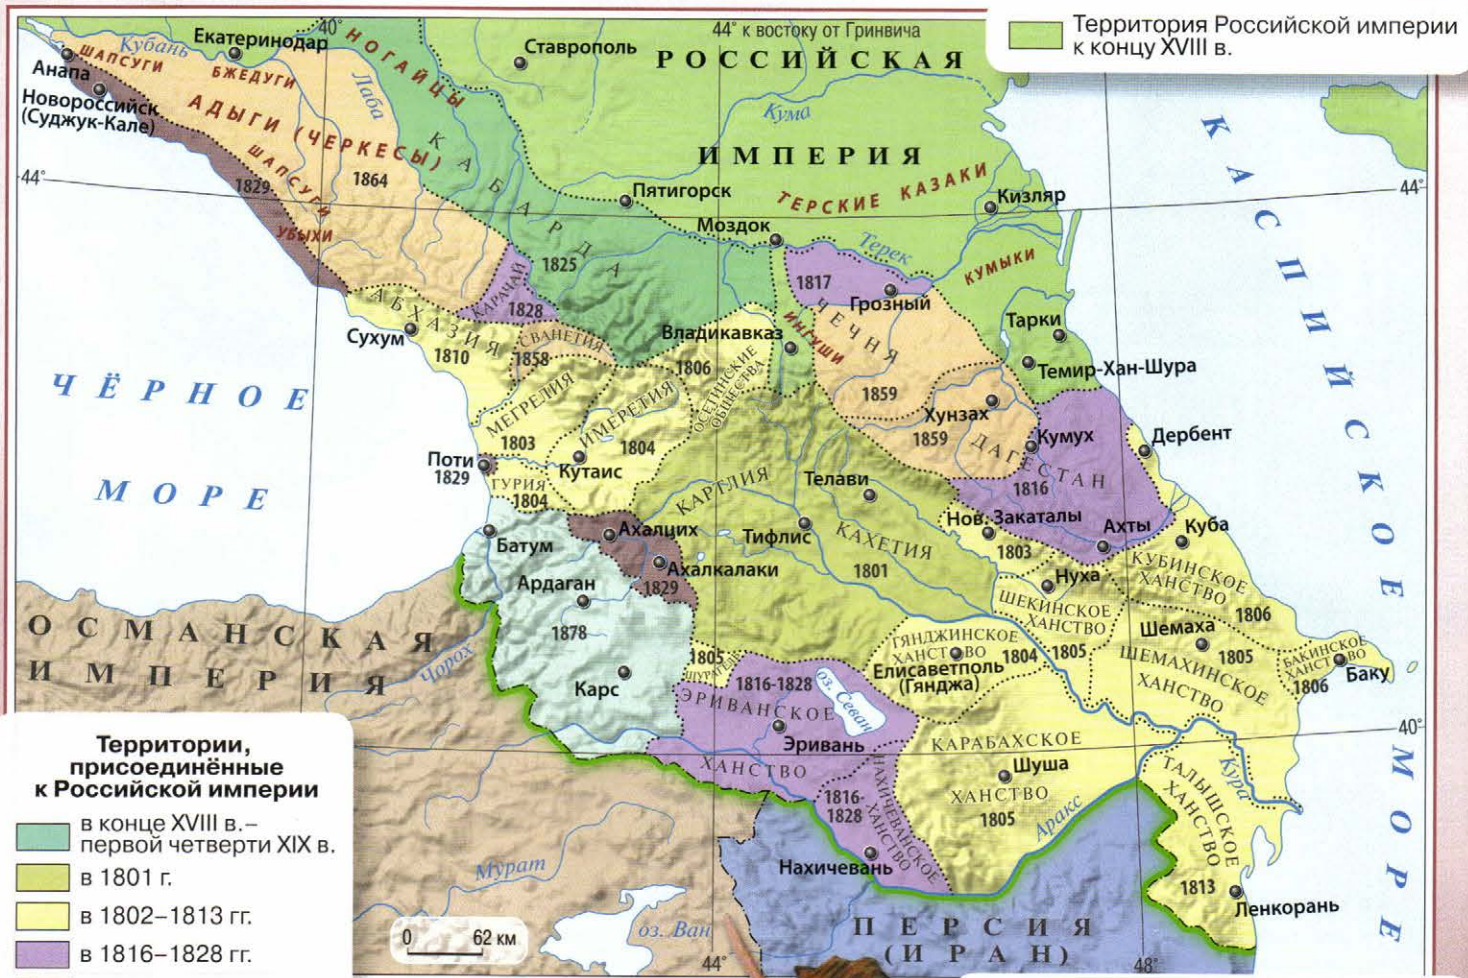 Территория Российской империи
к концу XVIII в.
40°
44° к востоку от Гринвича
Кубань
Екатеринодар
НОГАЙЦЫ
Ставрополь
РОССИЙСКАЯ
ШАПСУГИ
Анапа
БЖЕДУГИ
Лаба
Новороссийск
(Суджук-Кале)
АДЫГИ (ЧЕРКЕСЫ)
КАБАРДА
Кума
ИМПЕРИЯ
КАСПИЙСКОЕ
44°
1829
ШАПСУГИ
1864
Пятигорск
ТЕРСКИЕ КАЗАКИ
Кизляр
44°
УБЫХИ
Моздок
Терек
КУМЫКИ
1825
1817
Грозный
КАРАЧАЙ
1828
АБХАЗИЯ
1810
Сухум
СВАНЕТИЯ
1858
Владикавказ
ИНГУШИ
ЧЕЧНЯ
Тарки
Темир-Хан-Шура
1806
ОСЕТИНСКИЕ
ОБЩЕСТВА
1859
ЧЁРНОЕ
МОРЕ
МЕГРЕЛИЯ
1803
ИМЕРЕТИЯ
1804
Хунзах
1859
Кумух
ДАГЕСТАН
1816
Дербент
Поти
1829
Кутаис
ГУРИЯ
1804
КАРТЛИЯ
Телави
Нов. Закаталы
1803
Ахты
Куба
Батум
Ахалцих
Тифлис
КАХЕТИЯ
1801
КУБИНСКОЕ
ХАНСТВО
1806
Ардаган
Ахалкалаки
1829
Нуха
ШЕКИНСКОЕ
ХАНСТВО
1805
1878
ОСМАНСКАЯ
ИМПЕРИЯ
Чорох
Карс
1805
ГЯНДЖИНСКОЕ
ХАНСТВО
1804
Елисаветполь
(Гянджа)
Шемаха
1805
ШЕМАХИНСКОЕ
ХАНСТВО
БАКИНСКОЕ
ХАНСТВО
1806
Баку
1816-1828
оз. Севан
ЭРИВАНСКОЕ
ХАНСТВО
Эривань
40°
МОРЕ
КАРАБАХСКОЕ
ХАНСТВО
Шуша
1805
1816-
1828
НАХИЧЕВАНСКОЕ
ХАНСТВО
Нахичевань
Аракс
Кура
ТАЛЫШСКОЕ
ХАНСТВО
1813
Ленкорань
Мурат
оз. Ван
ПЕРСИЯ
(ИРАН)
0 62 км
44°
48°
Территории,
присоединённые
к Российской империи
в конце XVIII в.–
первой четверти XIX в.
в 1801 г.
в 1802–1813 гг.
в 1816–1828 гг.